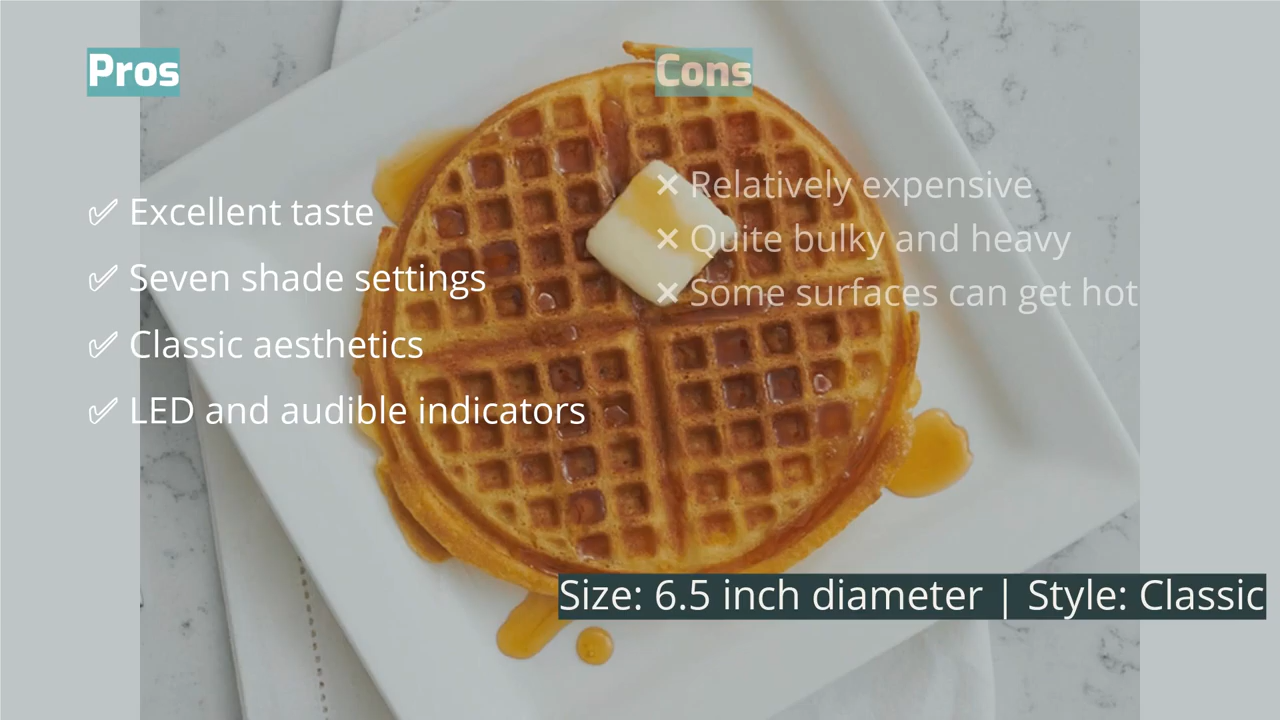 Pros
✅ Excellent taste
✅ Seven shade settings
✅ Classic aesthetics
✅ LED and audible indicators
Cons
✕ Relatively expensive
✕ Quite bulky and heavy
✕ Some surfaces can get hot
Size: 6.5 inch diameter | Style: Classic